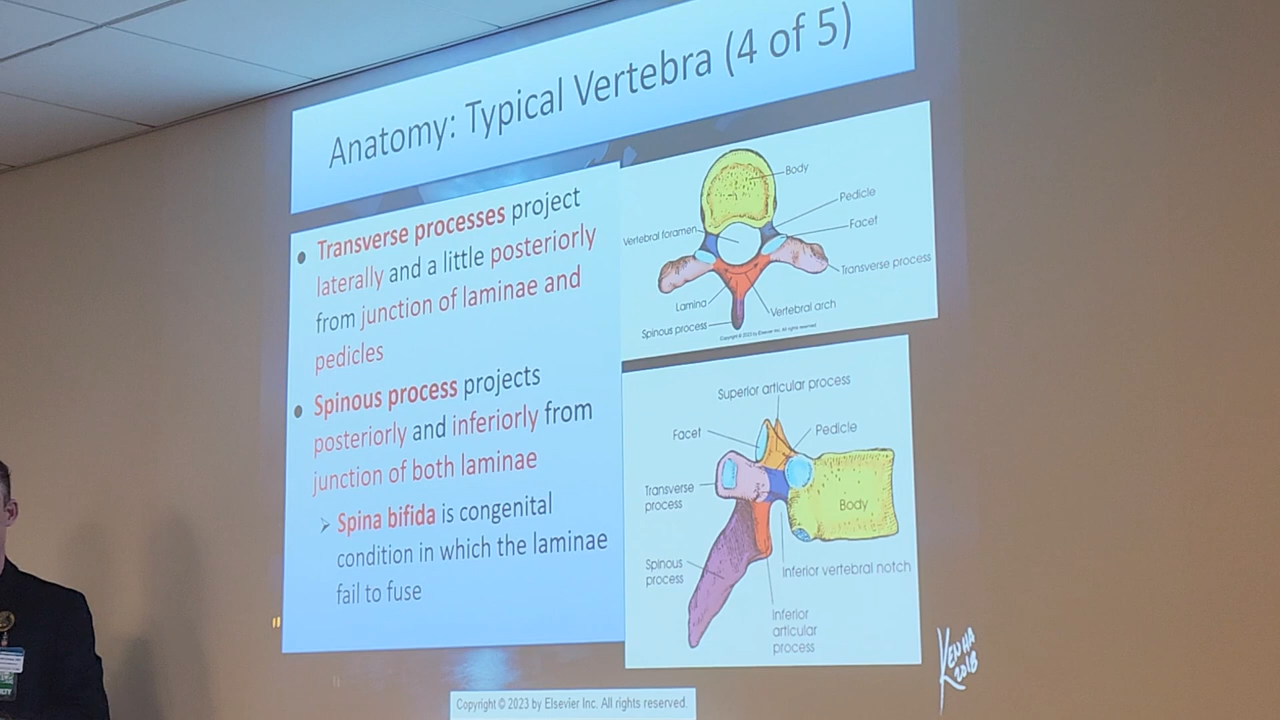 Anatomy: Typical Vertebra (4 of 5)
• Transverse processes project
laterally and a little posteriorly
from junction of laminae and
pedicles
• Spinous process projects
posteriorly and inferiorly from
junction of both laminae
➢ Spina bifida is congenital
condition in which the laminae
fail to fuse
Body
Pedicle
Vertebral foramen
Facet
Transverse process
Lamina
Vertebral arch
Spinous process
Copyright © 2023 by Elsevier Inc. All rights reserved.
Superior articular process
Facet
Pedicle
Transverse
process
Body
Spinous
process
Inferior vertebral notch
Inferior
articular
process
KENHA
2018
Copyright © 2023 by Elsevier Inc. All rights reserved.